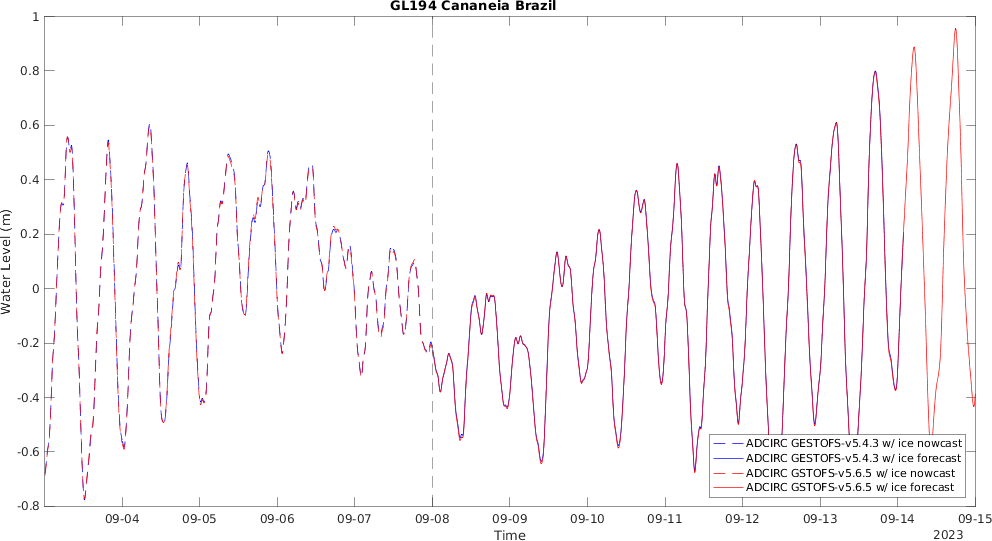 GL194 Cananeia Brazil
1
0.8
0.6
0.4
0.2
0
-0.2
-0.4
-0.6
-0.8
Water Level (m)
ADCIRC GESTOFS-v5.4.3 w/ ice nowcast
ADCIRC GESTOFS-v5.4.3 w/ ice forecast
ADCIRC GSTOFS-v5.6.5 w/ ice nowcast
ADCIRC GSTOFS-v5.6.5 w/ ice forecast
09-04 09-05 09-06 09-07 09-08 09-09 09-10 09-11 09-12 09-13 09-14 09-15
Time
2023